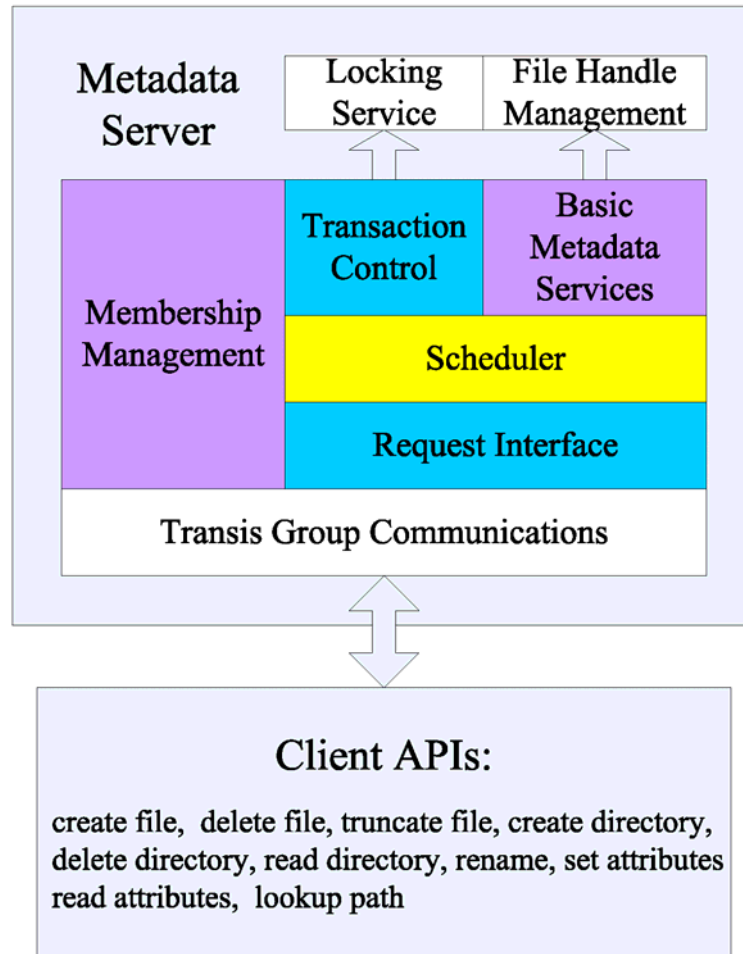 Metadata
Server
Locking
Service
File Handle
Management
Membership
Management
Transaction
Control
Basic
Metadata
Services
Scheduler
Request Interface
Transis Group Communications
Client APIs:
create file,  delete file, truncate file, create directory,
delete directory, read directory, rename, set attributes
read attributes,  lookup path